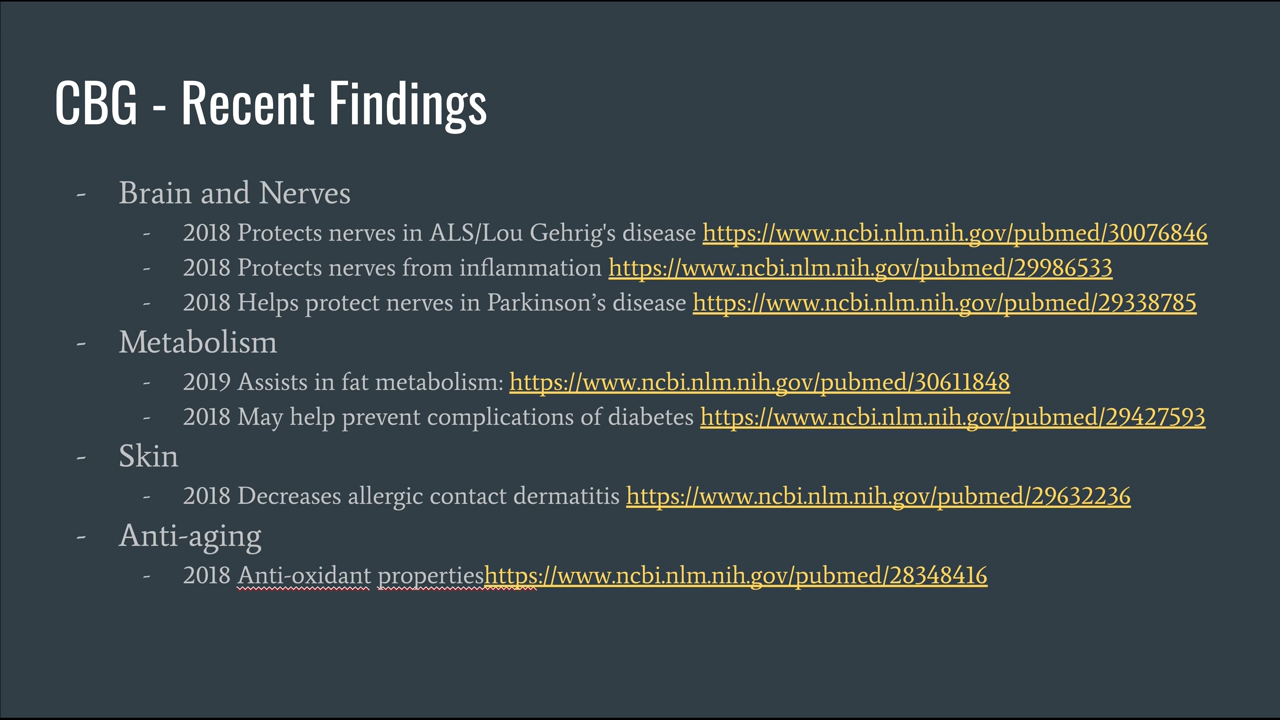 CBG - Recent Findings
- Brain and Nerves
- 2018 Protects nerves in ALS/Lou Gehrig's disease https://www.ncbi.nlm.nih.gov/pubmed/30076846
- 2018 Protects nerves from inflammation https://www.ncbi.nlm.nih.gov/pubmed/29986533
- 2018 Helps protect nerves in Parkinson’s disease https://www.ncbi.nlm.nih.gov/pubmed/29338785
- Metabolism
- 2019 Assists in fat metabolism: https://www.ncbi.nlm.nih.gov/pubmed/30611848
- 2018 May help prevent complications of diabetes https://www.ncbi.nlm.nih.gov/pubmed/29427593
- Skin
- 2018 Decreases allergic contact dermatitis https://www.ncbi.nlm.nih.gov/pubmed/29632236
- Anti-aging
- 2018 Anti-oxidant propertieshttps://www.ncbi.nlm.nih.gov/pubmed/28348416